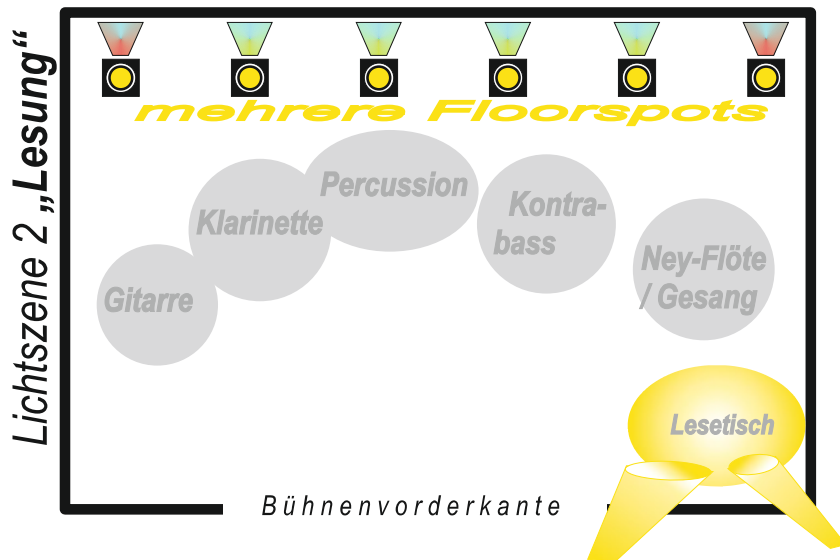 Lichtszene 2 „Lesung“
mehrere Floorspots
Percussion
Klarinette
Kontra-
bass
Ney-Flöte
/ Gesang
Gitarre
Lesetisch
Bühnenvorderkante